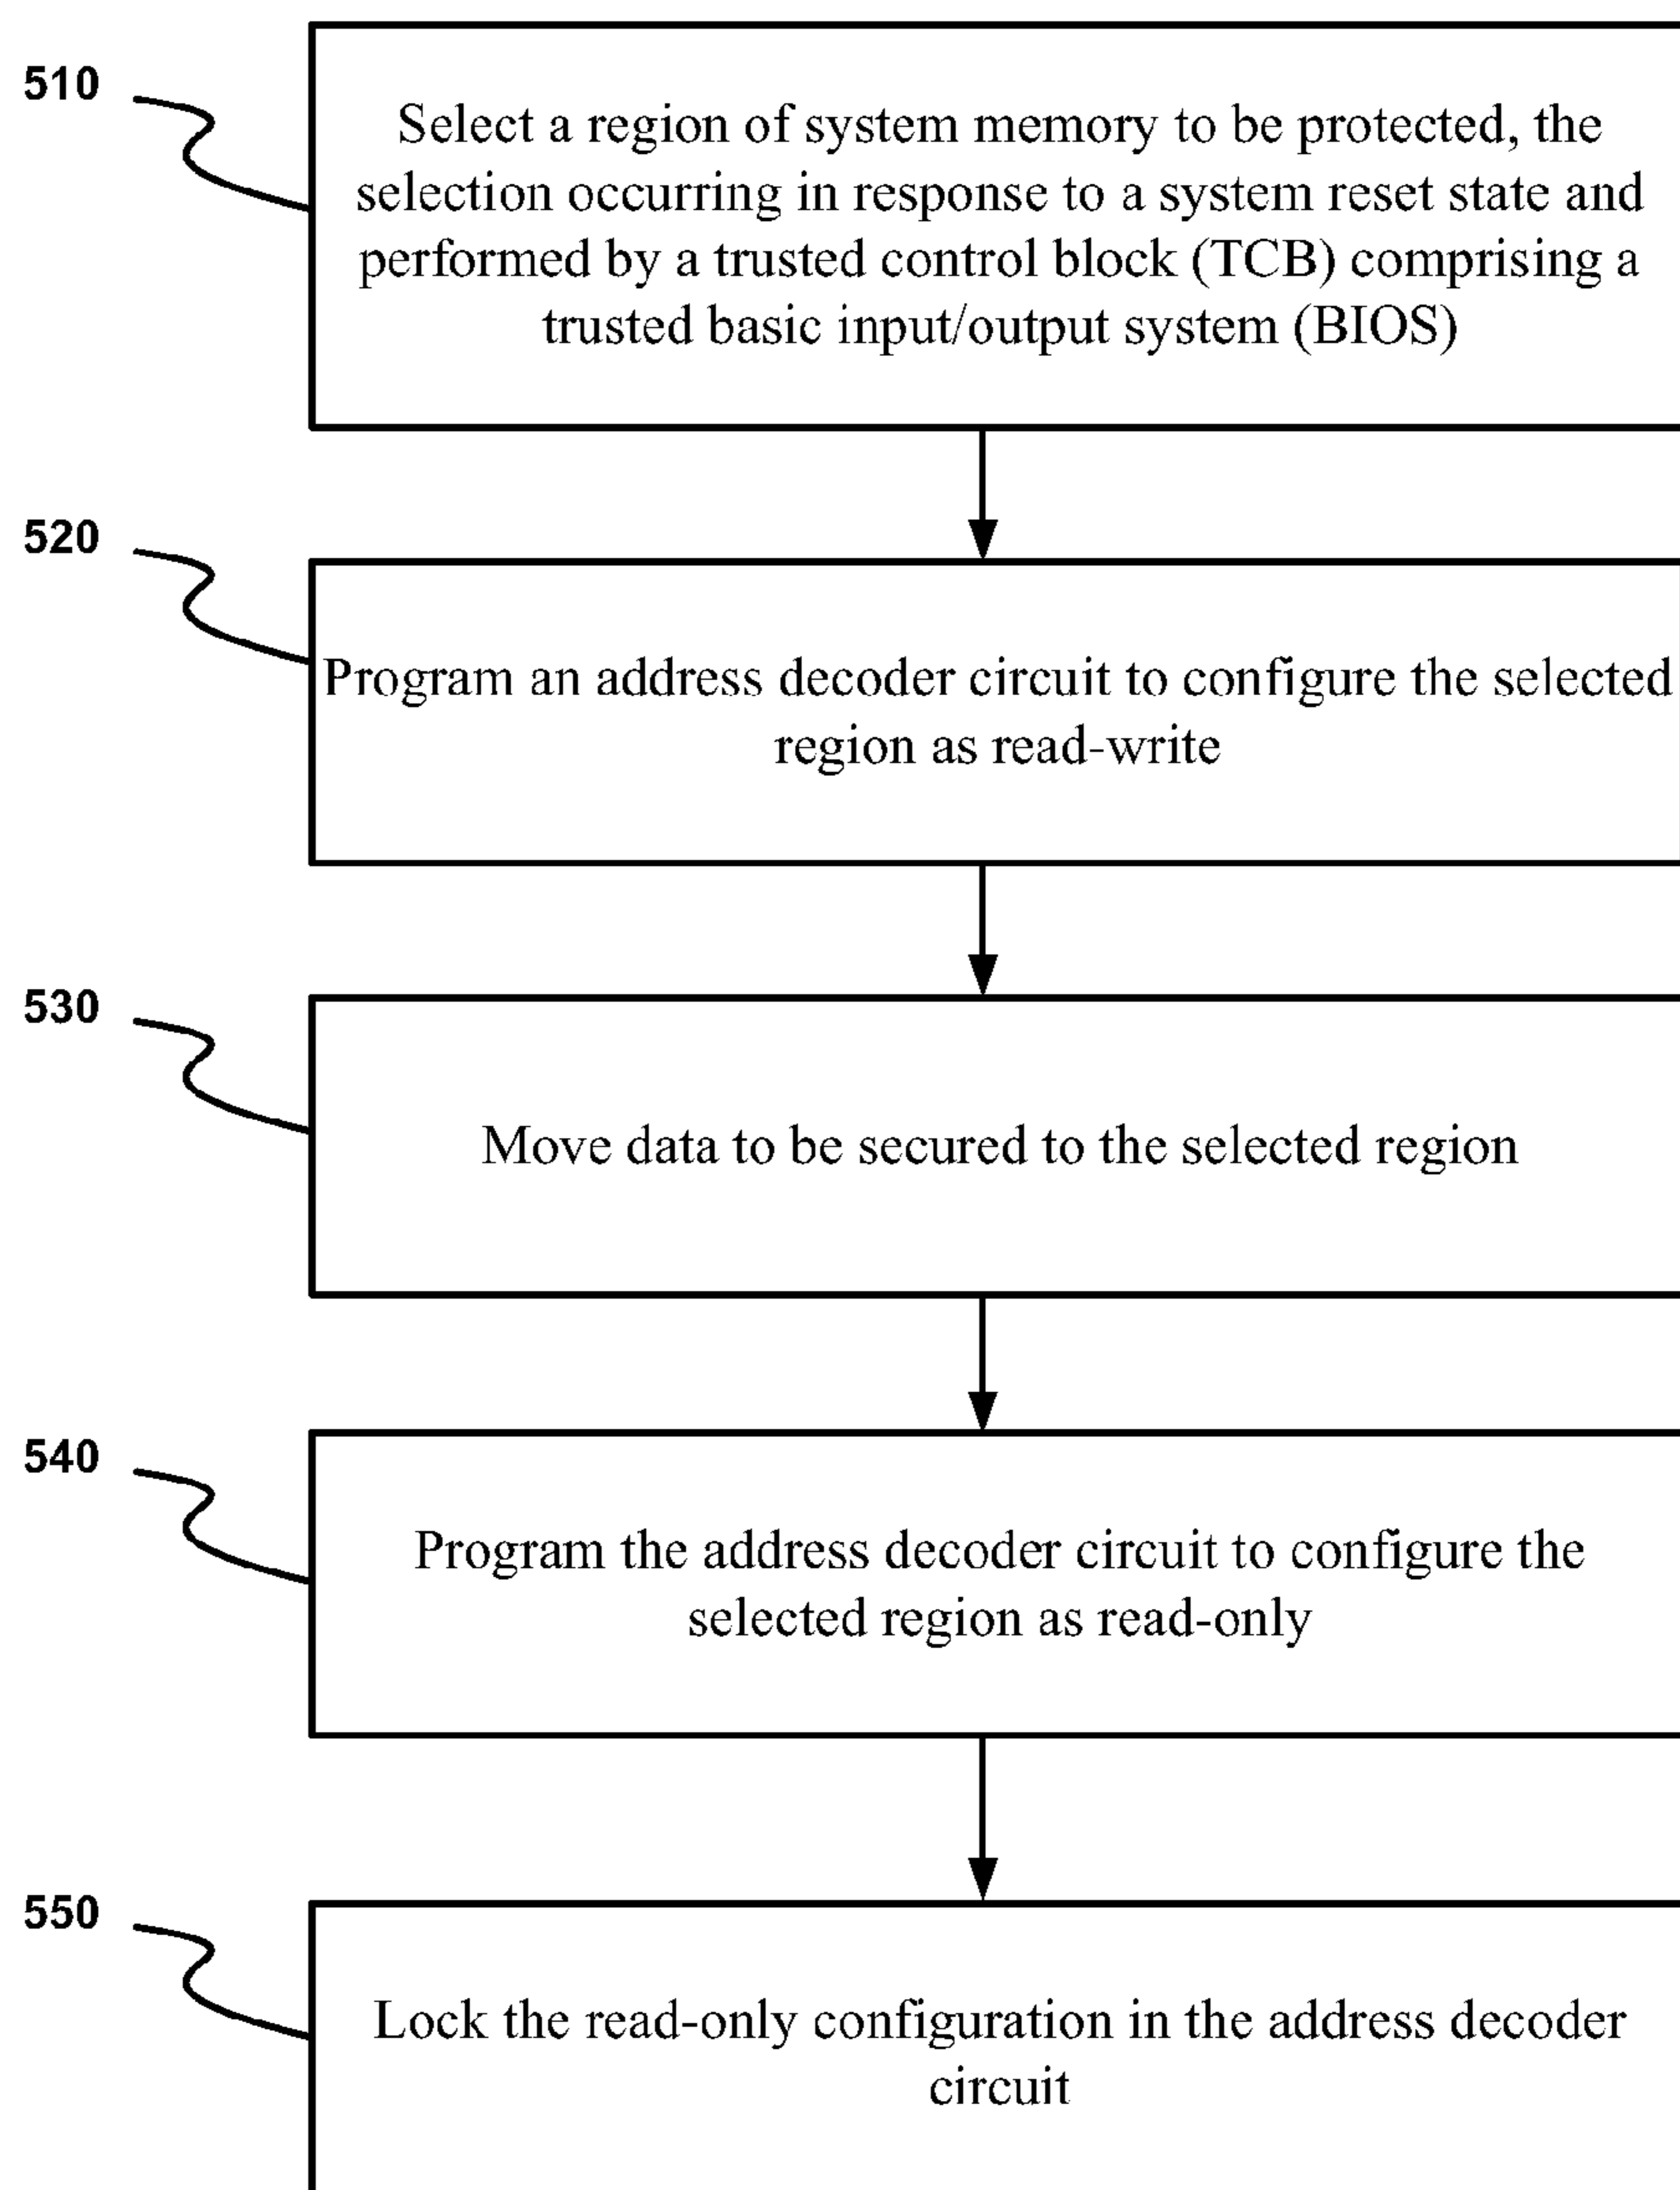 510
Select a region of system memory to be protected, the
selection occurring in response to a system reset state and
performed by a trusted control block (TCB) comprising a
trusted basic input/output system (BIOS)
520
Program an address decoder circuit to configure the selected
region as read-write
530
Move data to be secured to the selected region
540
Program the address decoder circuit to configure the
selected region as read-only
550
Lock the read-only configuration in the address decoder
circuit